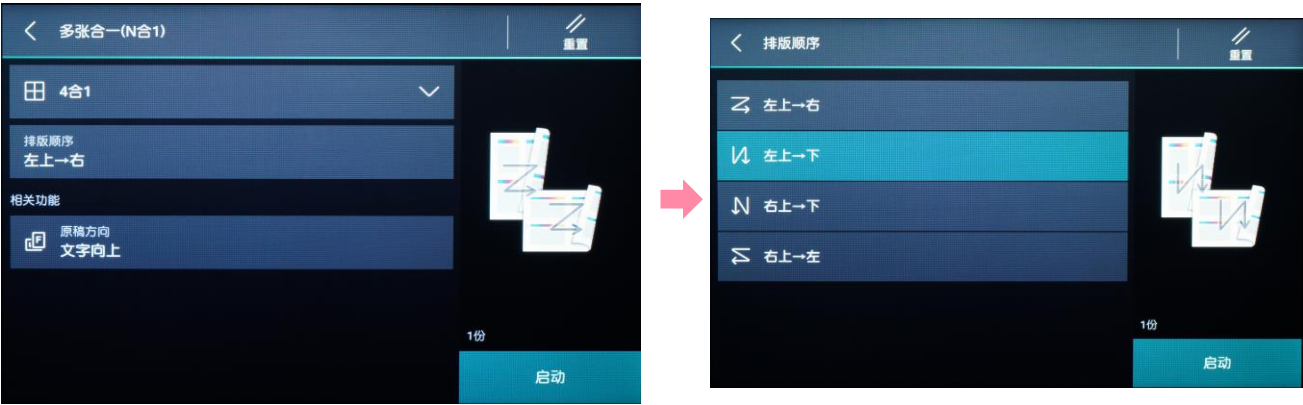 多张合一(N合1)
重置
4合1
排版顺序
左上→右
相关功能
原稿方向
文字向上
1份
启动
排版顺序
重置
左上→右
左上→下
右上→下
右上→左
1份
启动